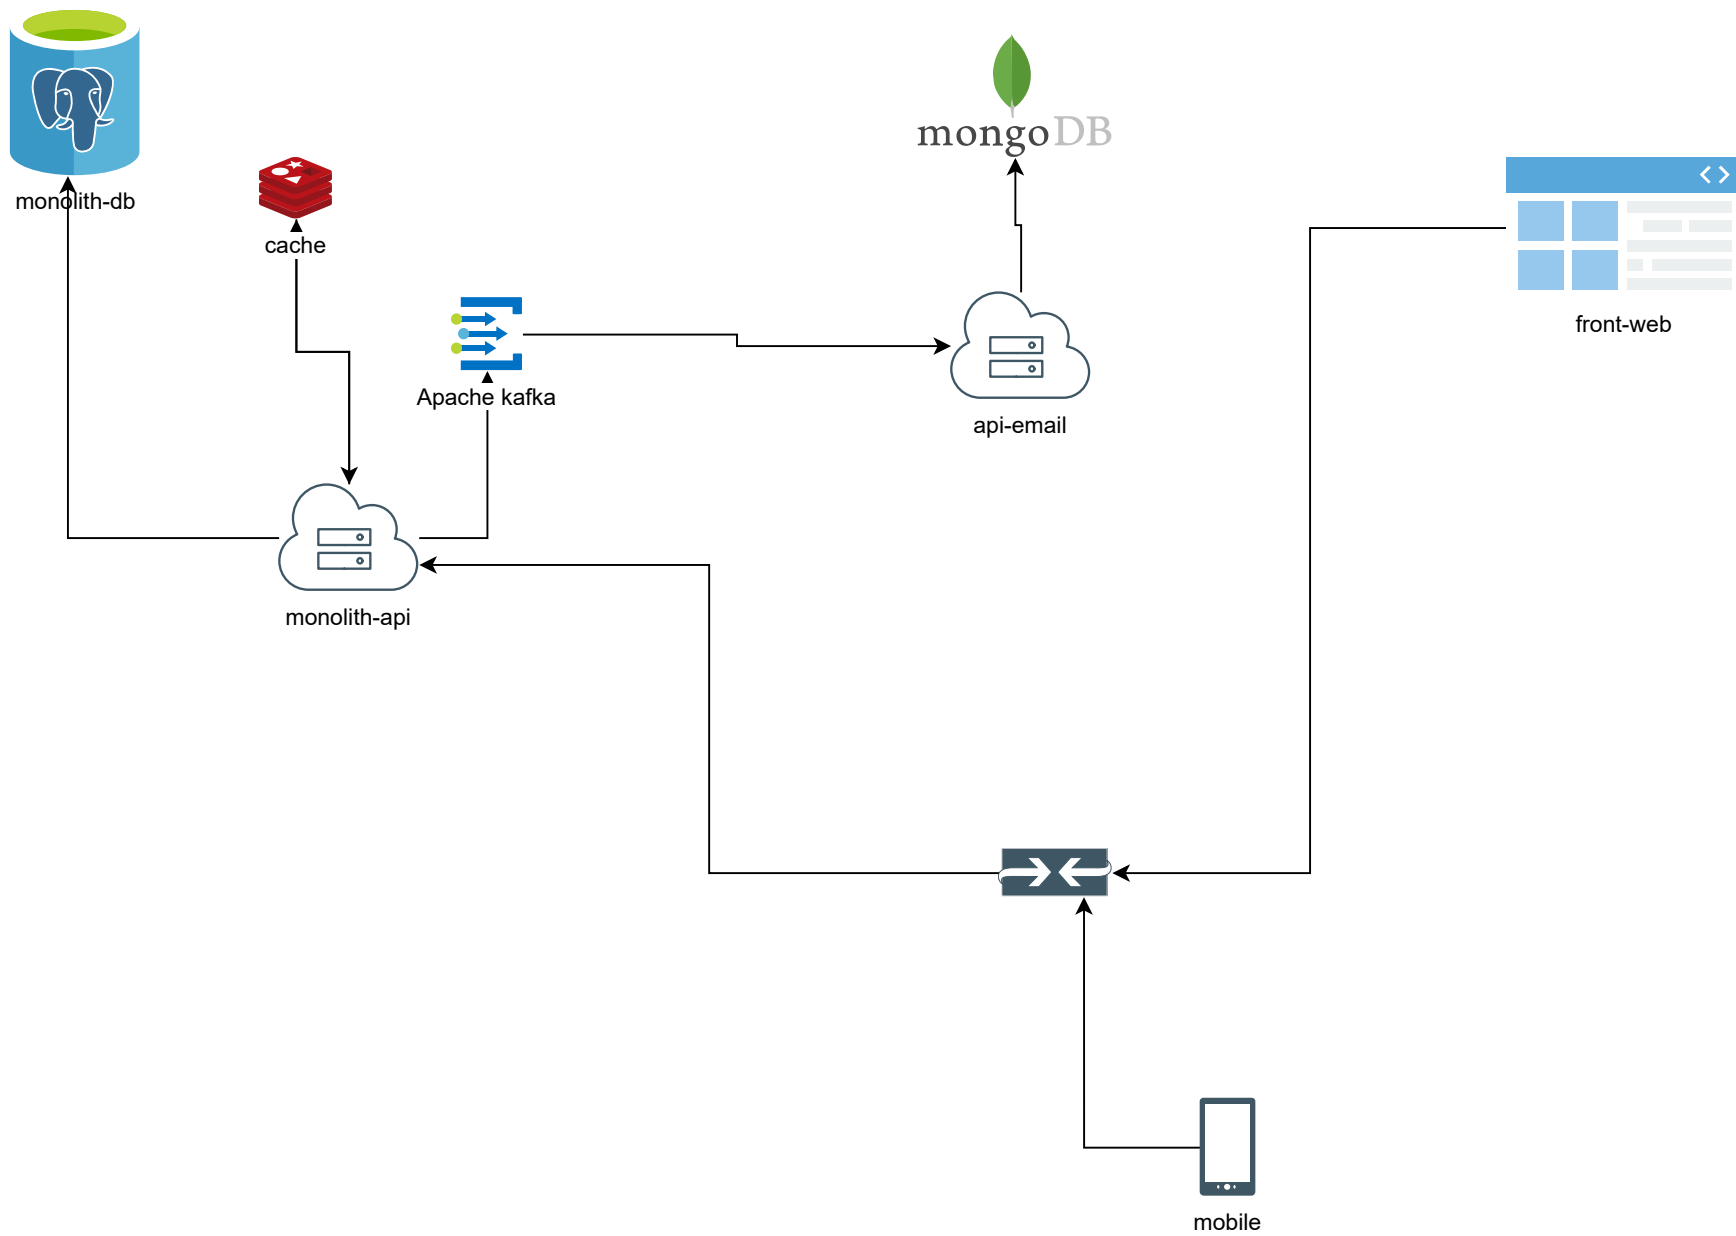 mongoDB
monolith-db
cache
front-web
Apache kafka
api-email
monolith-api
mobile